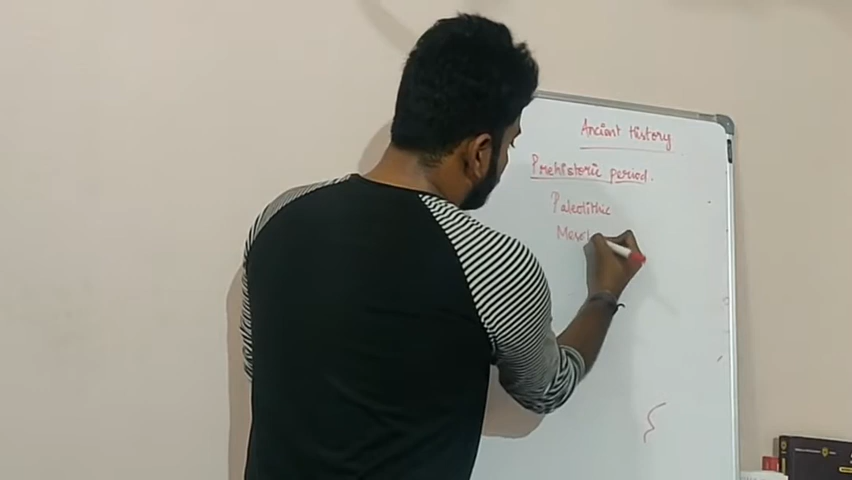 Ancient History
Prehistoric period.
Paleolithic
Mesol